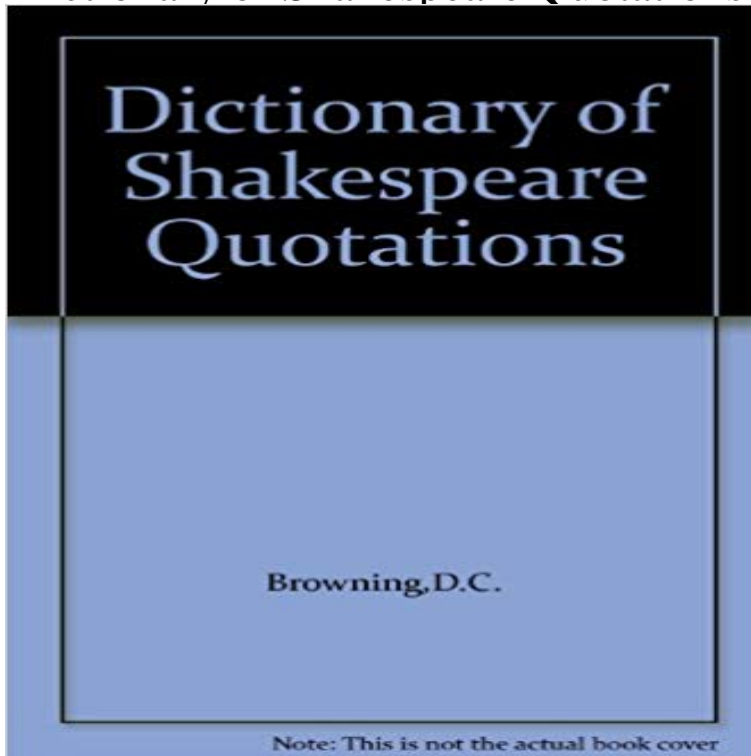 Dictionary of
Shakespeare
Quotations
Browning,D.C.
Note: This is not the actual book cover